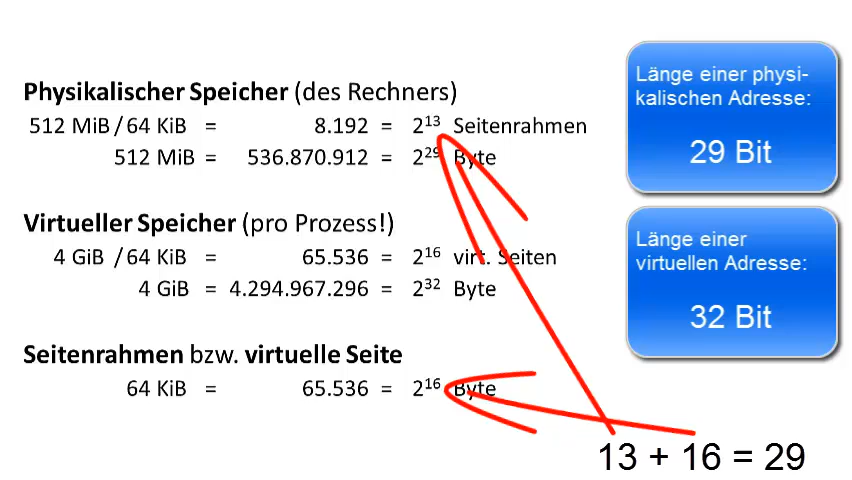 Physikalischer Speicher (des Rechners)
512 MiB / 64 KiB = 8.192 = 2¹³ Seitenrahmen
512 MiB = 536.870.912 = 2²⁹ Byte
Virtueller Speicher (pro Prozess!)
4 GiB / 64 KiB = 65.536 = 2¹⁶ virt. Seiten
4 GiB = 4.294.967.296 = 2³² Byte
Seitenrahmen bzw. virtuelle Seite
64 KiB = 65.536 = 2¹⁶ Byte
Länge einer physi-
kalischen Adresse:
29 Bit
Länge einer
virtuellen Adresse:
32 Bit
13 + 16 = 29